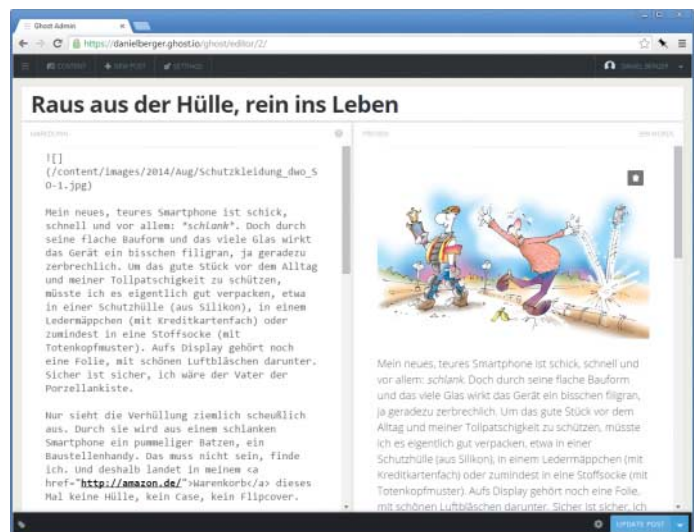 Ghost Admin
https://danielberger.ghost.io/ghost/editor/2/
CONTENT
NEW POST
SETTINGS
DANIEL BERGER
Raus aus der Hülle, rein ins Leben
MARKDOWN
![]
(/content/images/2014/Aug/Schutzkleidung_dwo_S
O-1.jpg)
Mein neues, teures Smartphone ist schick,
schnell und vor allem: *schlank*. Doch durch
seine flache Bauform und das viele Glas wirkt
das Gerät ein bisschen filigran, ja geradezu
zerbrechlich. Um das gute Stück vor dem Alltag
und meiner Tollpatschigkeit zu schützen,
müsste ich es eigentlich gut verpacken, etwa
in einer Schutzhülle (aus Silikon), in einem
Ledermäppchen (mit Kreditkartenfach) oder
zumindest in eine Stoffsocke (mit
Totenkopfmuster). Aufs Display gehört noch
eine Folie, mit schönen Luftbläschen darunter.
Sicher ist sicher, ich wäre der Vater der
Porzellankiste.
Nur sieht die Verhüllung ziemlich scheußlich
aus. Durch sie wird aus einem schlanken
Smartphone ein pummeliger Batzen, ein
Baustellenhandy. Das muss nicht sein, finde
ich. Und deshalb landet in meinem <a
href="http://amazon.de/">Warenkorbc/a> dieses
Mal keine Hülle, kein Case, kein Flipcover.
PREVIEW
WORDS
Mein neues, teures Smartphone ist schick, schnell und
vor allem: schlank. Doch durch seine flache Bauform
und das viele Glas wirkt das Gerät ein bisschen filigran,
ja geradezu zerbrechlich. Um das gute Stück vor dem
Alltag und meiner Tollpatschigkeit zu schützen, müsste
ich es eigentlich gut verpacken, etwa in einer
Schutzhülle (aus Silikon), in einem Ledermäppchen (mit
Kreditkartenfach) oder zumindest in eine Stoffsocke (mit
Totenkopfmuster). Aufs Display gehört noch eine Folie,
mit schönen Luftbläschen darunter. Sicher ist sicher, ich
UPDATE POST